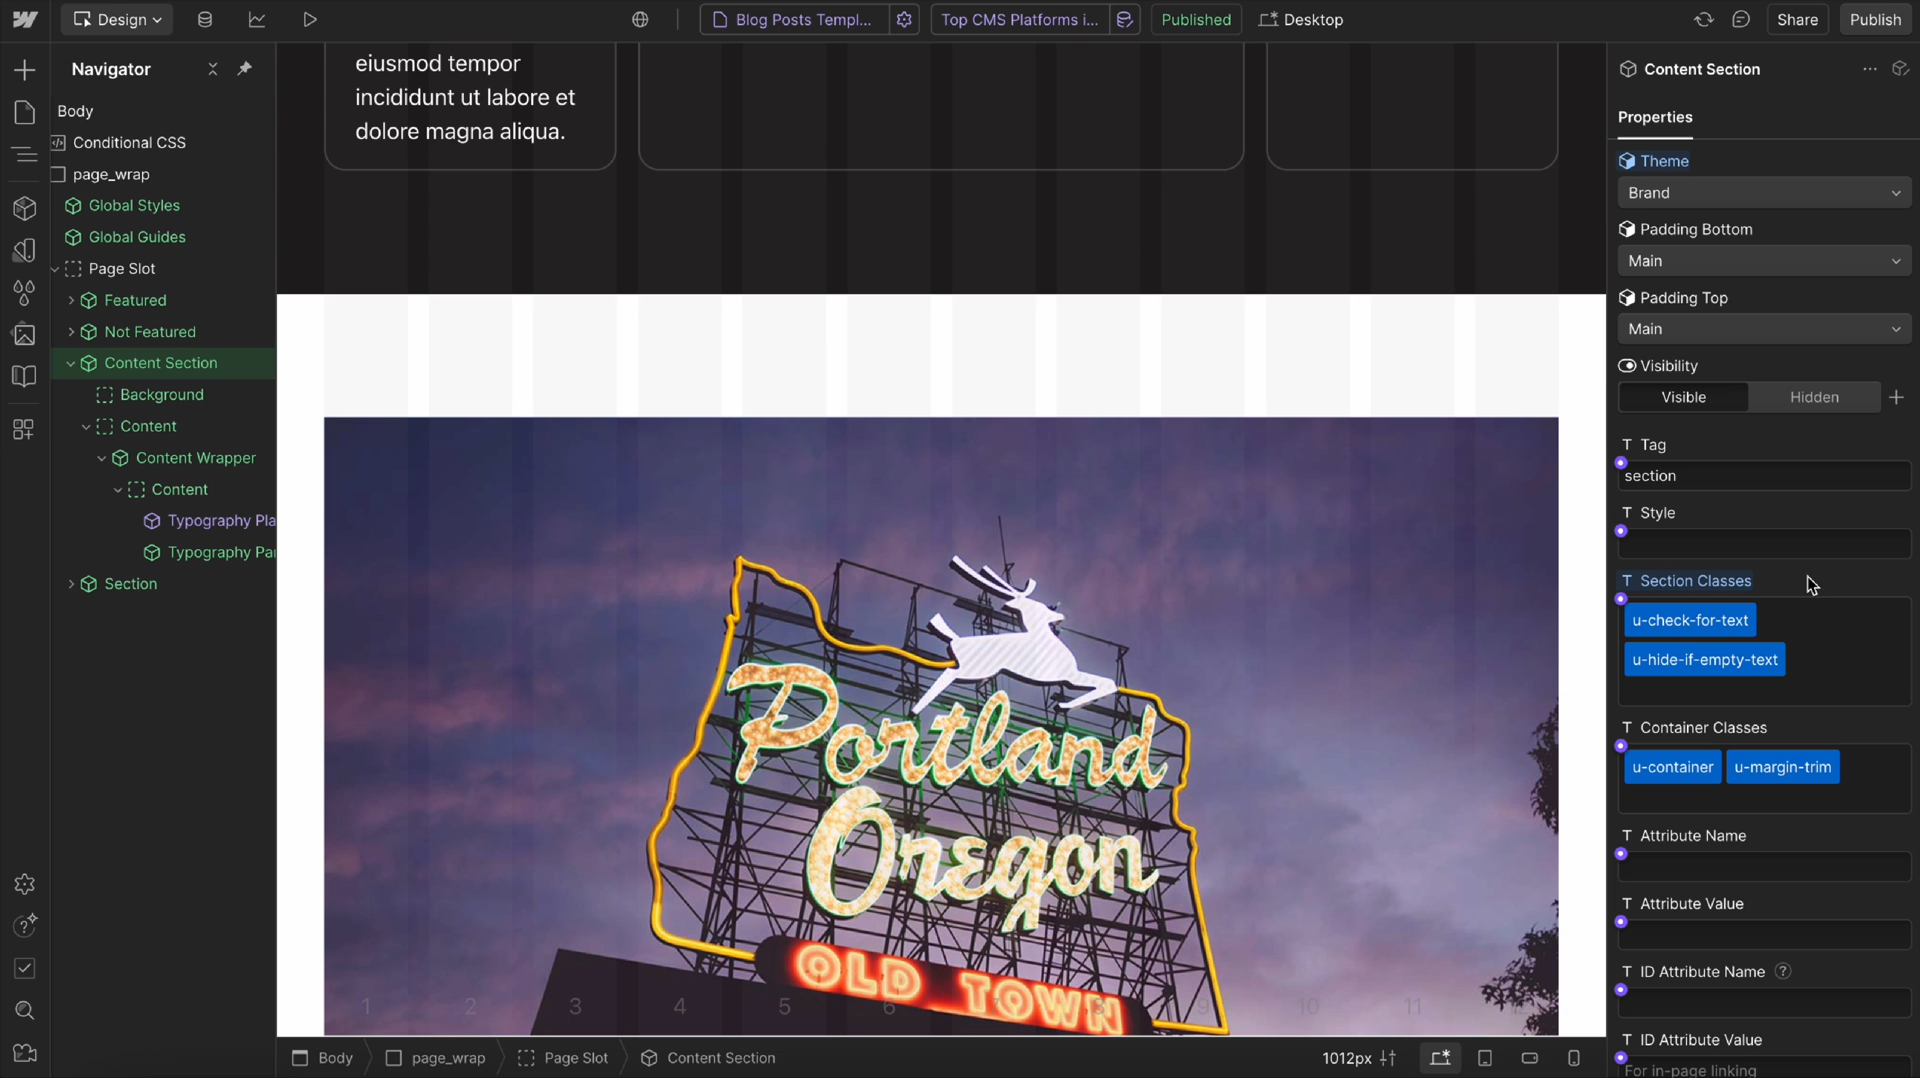 Design
Blog Posts Templ...
Top CMS Platforms i...
Published
Desktop
Share
Publish
Navigator
Body
Conditional CSS
page_wrap
Global Styles
Global Guides
Page Slot
Featured
Not Featured
Content Section
Background
Content
Content Wrapper
Content
Typography Pla
Typography Par
Section
eiusmod tempor
incididunt ut labore et
dolore magna aliqua.
Portland
Oregon
OLD TOWN
1 2 3 4 5 6 8 9 10 11 12
Body
page_wrap
Page Slot
Content Section
1012px
Content Section
Properties
Theme
Brand
Padding Bottom
Main
Padding Top
Main
Visibility
Visible Hidden
Tag
section
Style
Section Classes
u-check-for-text
u-hide-if-empty-text
Container Classes
u-container u-margin-trim
Attribute Name
Attribute Value
ID Attribute Name
ID Attribute Value
For in-page linking